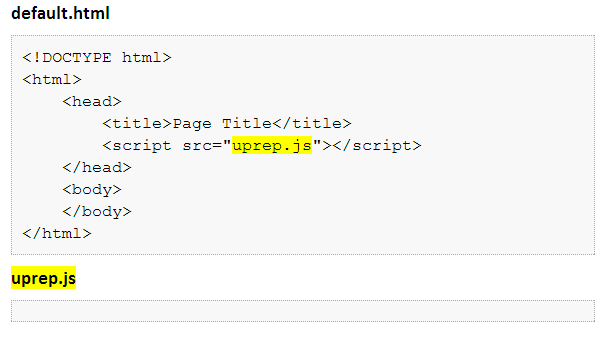 default.html
<!DOCTYPE html>
<html>
    <head>
        <title>Page Title</title>
        <script src="uprep.js"></script>
    </head>
    <body>
    </body>
</html>
uprep.js